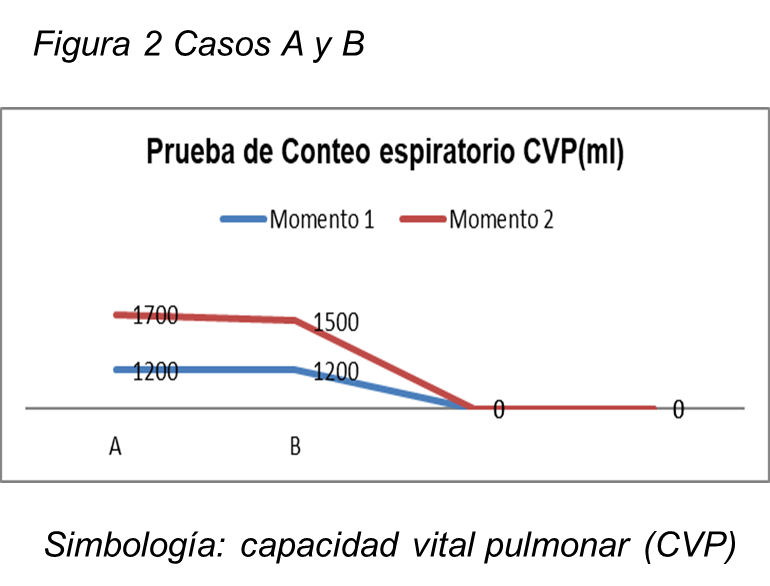 Figura 2 Casos A y B
Prueba de Conteo espiratorio CVP(ml)
Momento 1 Momento 2
1700 1500
1200 1200
0 0
A B
Simbología: capacidad vital pulmonar (CVP)